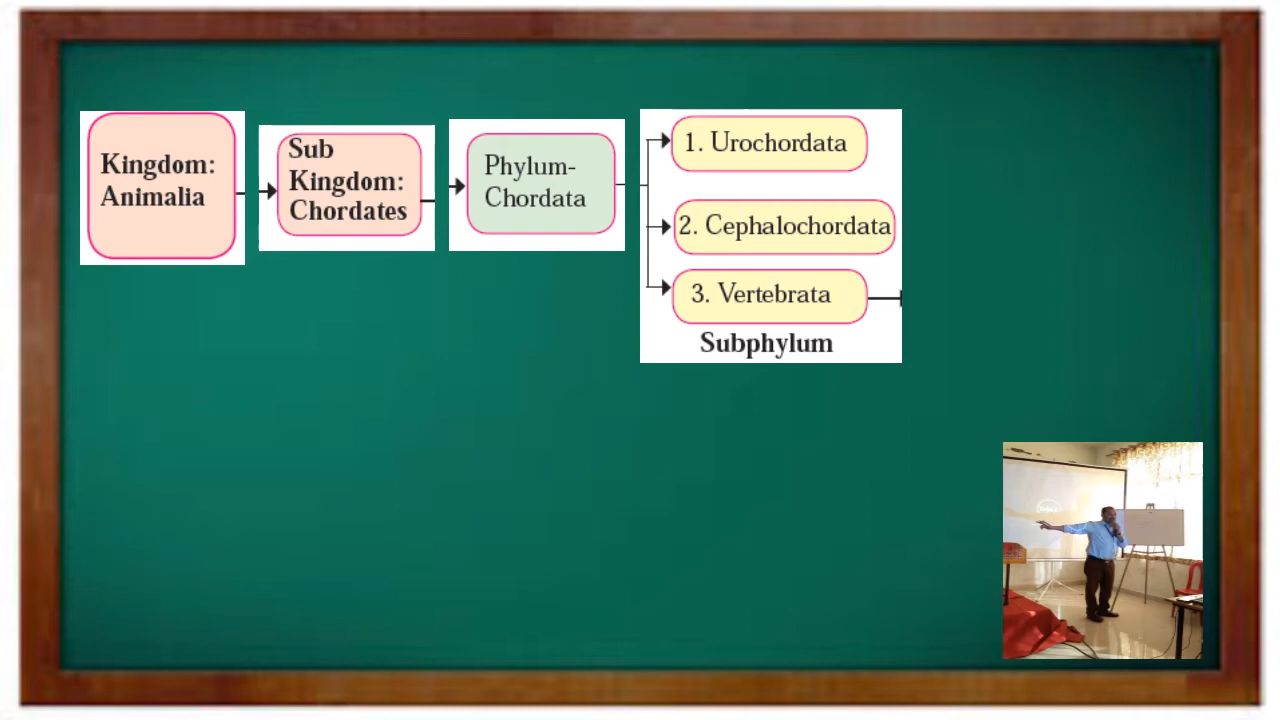 Kingdom:
Animalia
Sub
Kingdom:
Chordates
Phylum-
Chordata
1. Urochordata
2. Cephalochordata
3. Vertebrata
Subphylum